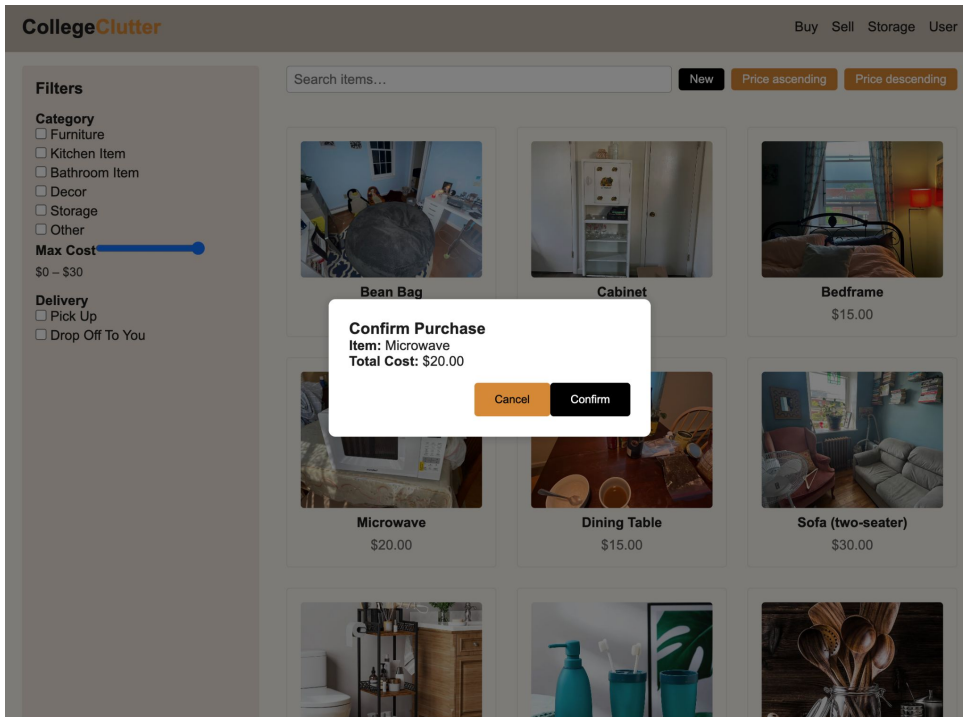 CollegeClutter
Buy Sell Storage User
Filters
Category
Furniture
Kitchen Item
Bathroom Item
Decor
Storage
Other
Max Cost
$0 – $30
Delivery
Pick Up
Drop Off To You
Search items…
New
Price ascending
Price descending
Bean Bag
Cabinet
Bedframe
$15.00
Confirm Purchase
Item: Microwave
Total Cost: $20.00
Cancel
Confirm
Microwave
$20.00
Dining Table
$15.00
Sofa (two-seater)
$30.00